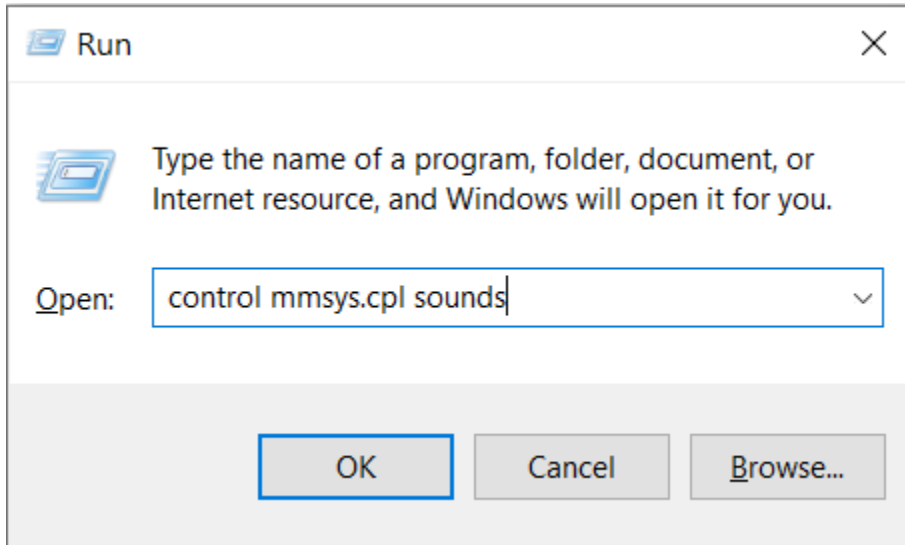 Run
Type the name of a program, folder, document, or
Internet resource, and Windows will open it for you.
Open: control mmsys.cpl sounds
OK Cancel Browse...